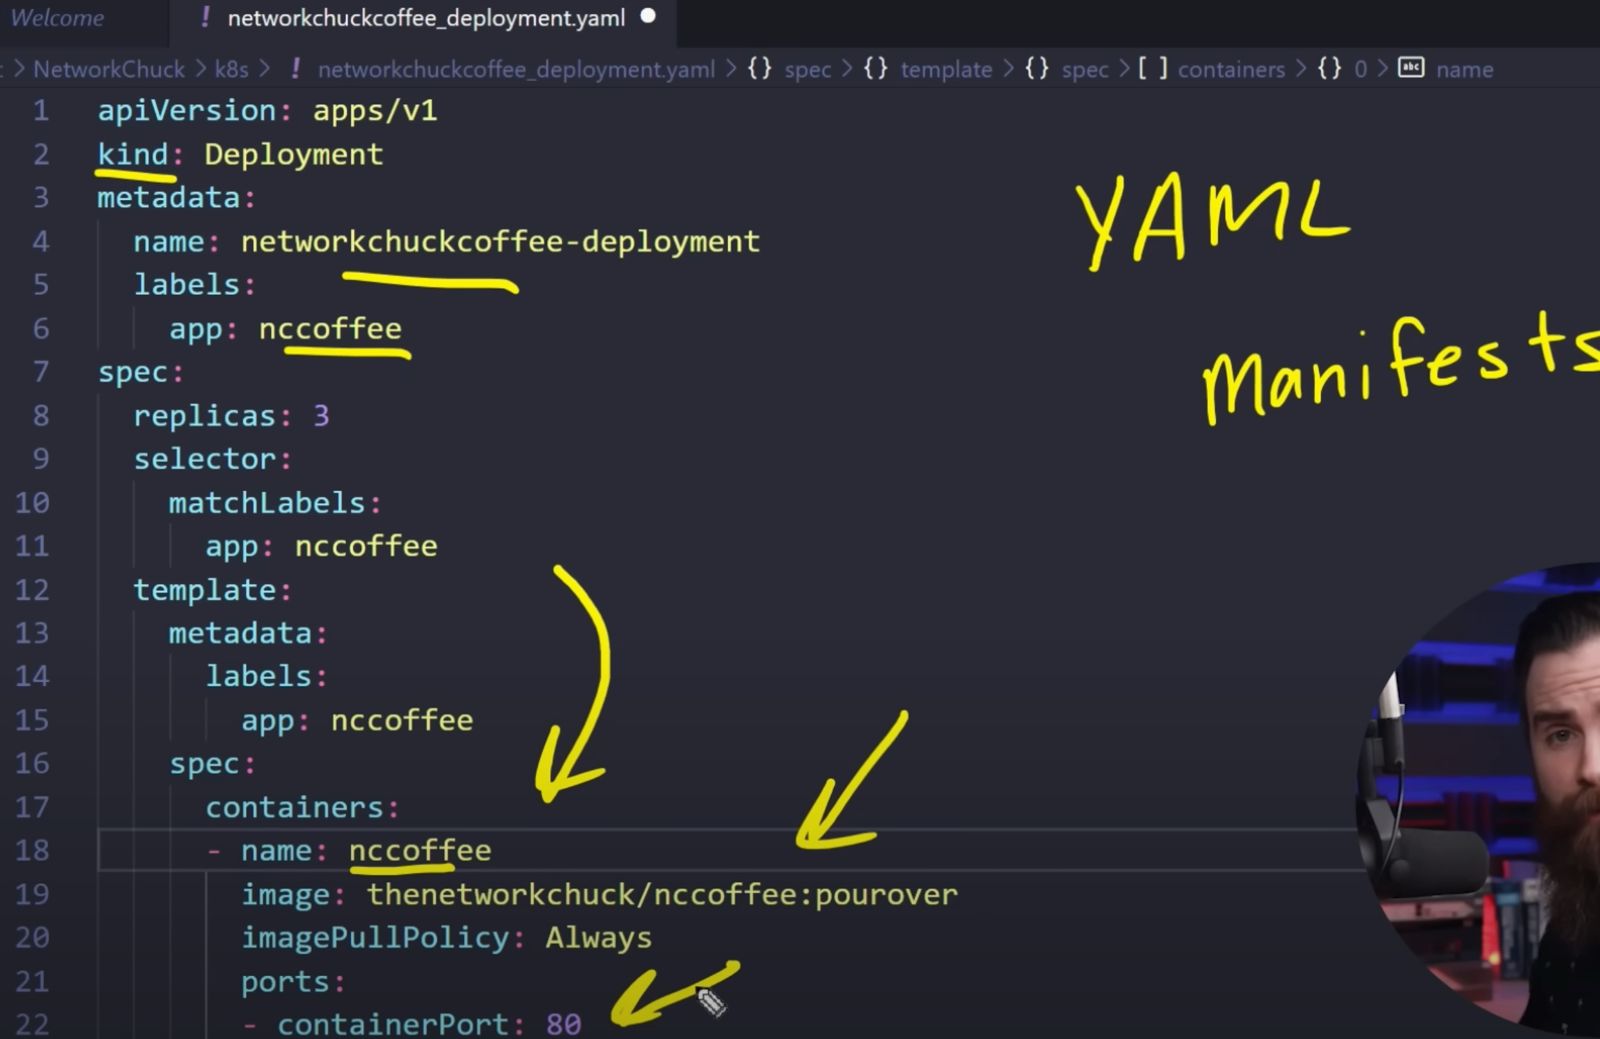 Welcome
! networkchuckcoffee_deployment.yaml
> NetworkChuck > k8s > ! networkchuckcoffee_deployment.yaml > {} spec > {} template > {} spec > [ ] containers > {} 0 > abc name
1 apiVersion: apps/v1
2 kind: Deployment
3 metadata:
4 name: networkchuckcoffee-deployment
5 labels:
6 app: nccoffee
7 spec:
8 replicas: 3
9 selector:
10 matchLabels:
11 app: nccoffee
12 template:
13 metadata:
14 labels:
15 app: nccoffee
16 spec:
17 containers:
18 - name: nccoffee
19 image: thenetworkchuck/nccoffee:pourover
20 imagePullPolicy: Always
21 ports:
22 - containerPort: 80
YAML
Manifests